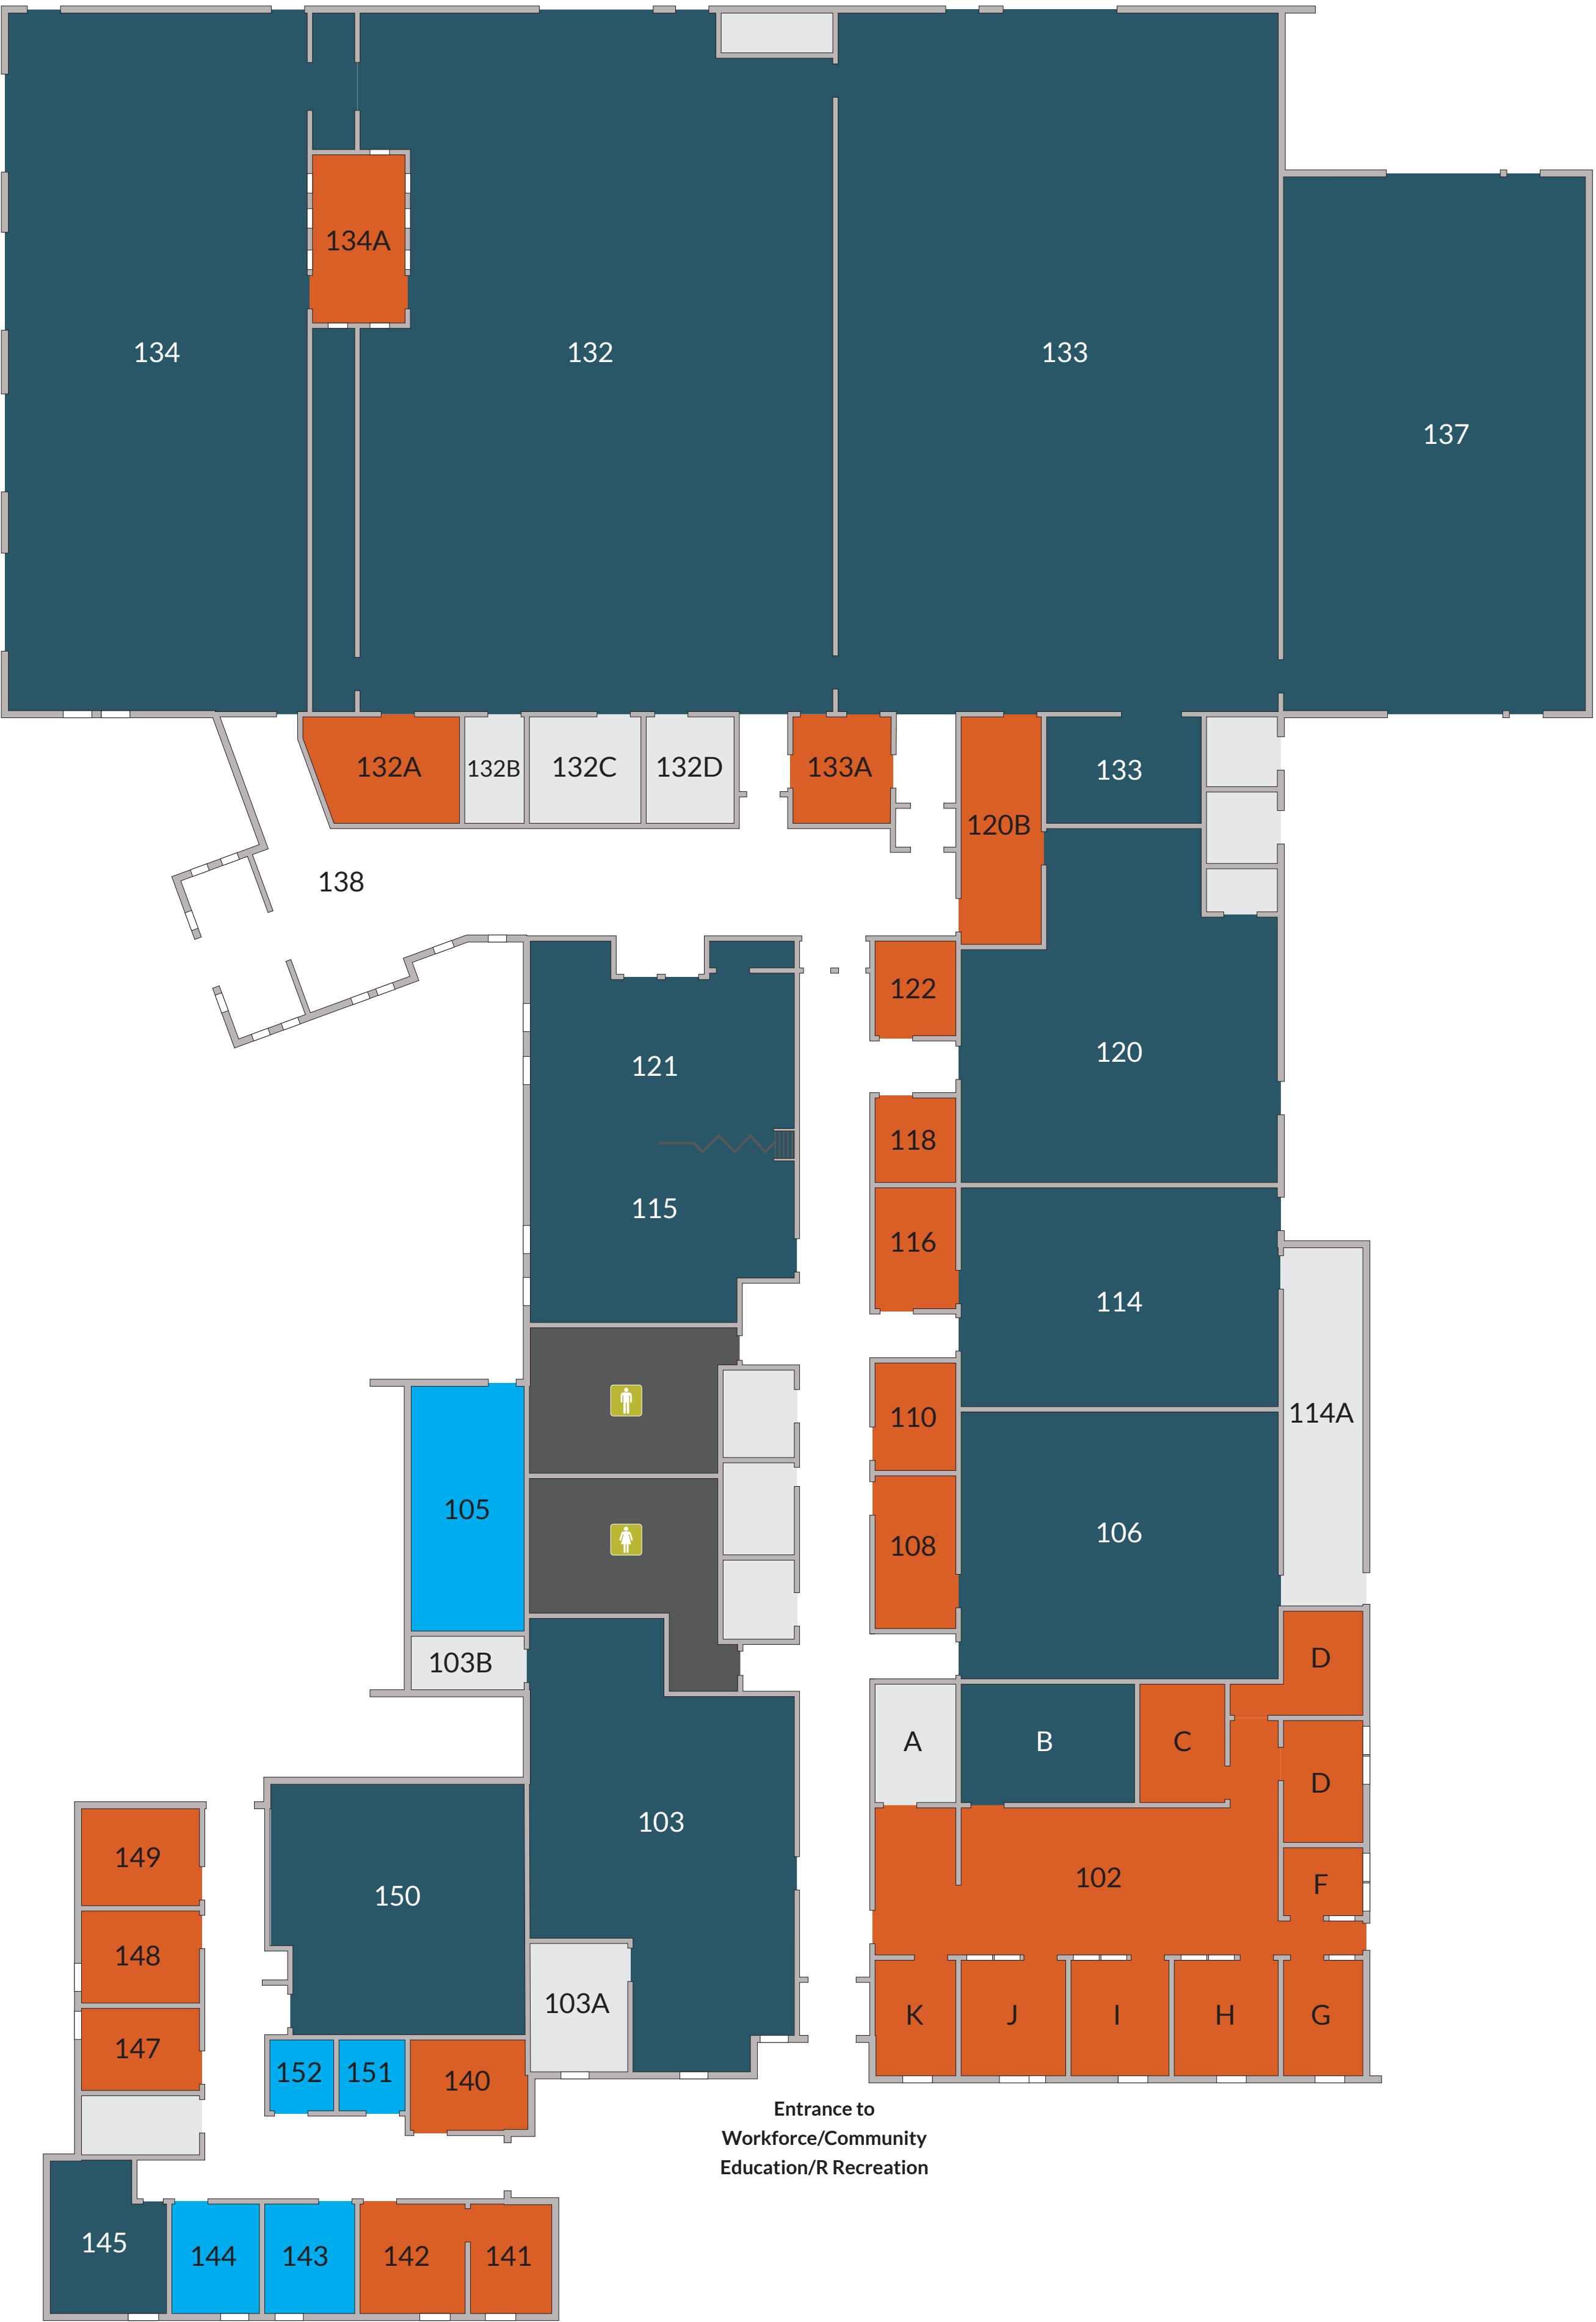 134A
134
132
133
137
132A
132B
132C
132D
133A
120B
133
138
122
121
120
118
115
116
114
110
114A
105
108
106
103B
D
A
B
C
D
149
103
150
102
F
148
103A
K
J
I
H
G
147
152
151
140
Entrance to
Workforce/Community
Education/R Recreation
145
144
143
142
141